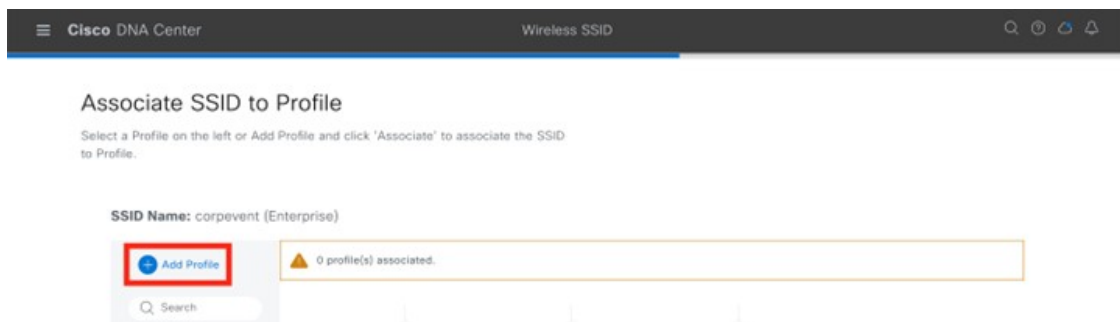 Cisco DNA Center
Wireless SSID
Associate SSID to Profile
Select a Profile on the left or Add Profile and click 'Associate' to associate the SSID
to Profile.
SSID Name: corpevent (Enterprise)
Add Profile
0 profile(s) associated.
Search